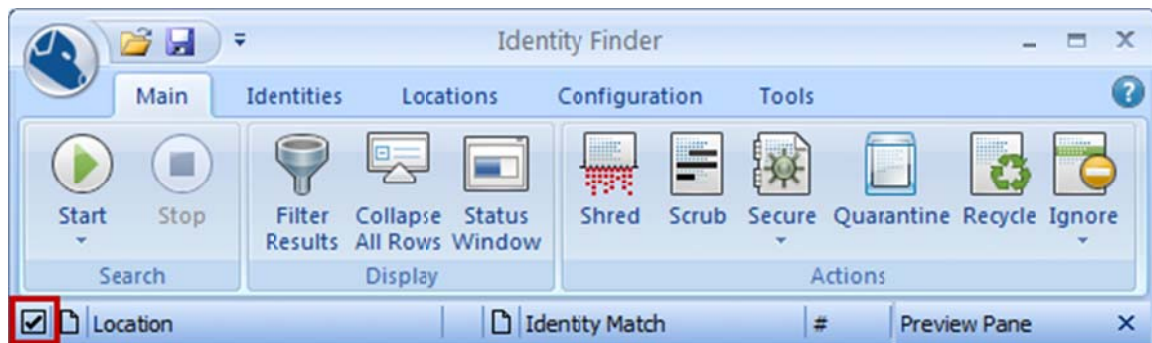 Identity Finder
Main Identities Locations Configuration Tools
Start Stop Filter Results Collapse All Rows Status Window Shred Scrub Secure Quarantine Recycle Ignore
Search Display Actions
Location Identity Match # Preview Pane